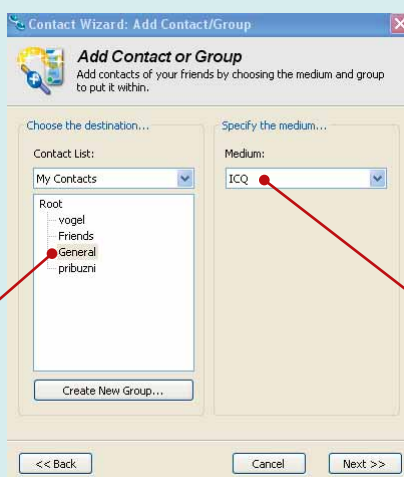 Contact Wizard: Add Contact/Group
Add Contact or Group
Add contacts of your friends by choosing the medium and group
to put it within.
Choose the destination...
Contact List:
My Contacts
Root
vogel
Friends
General
pribuzni
Create New Group...
Specify the medium...
Medium:
ICQ
<< Back
Cancel
Next >>